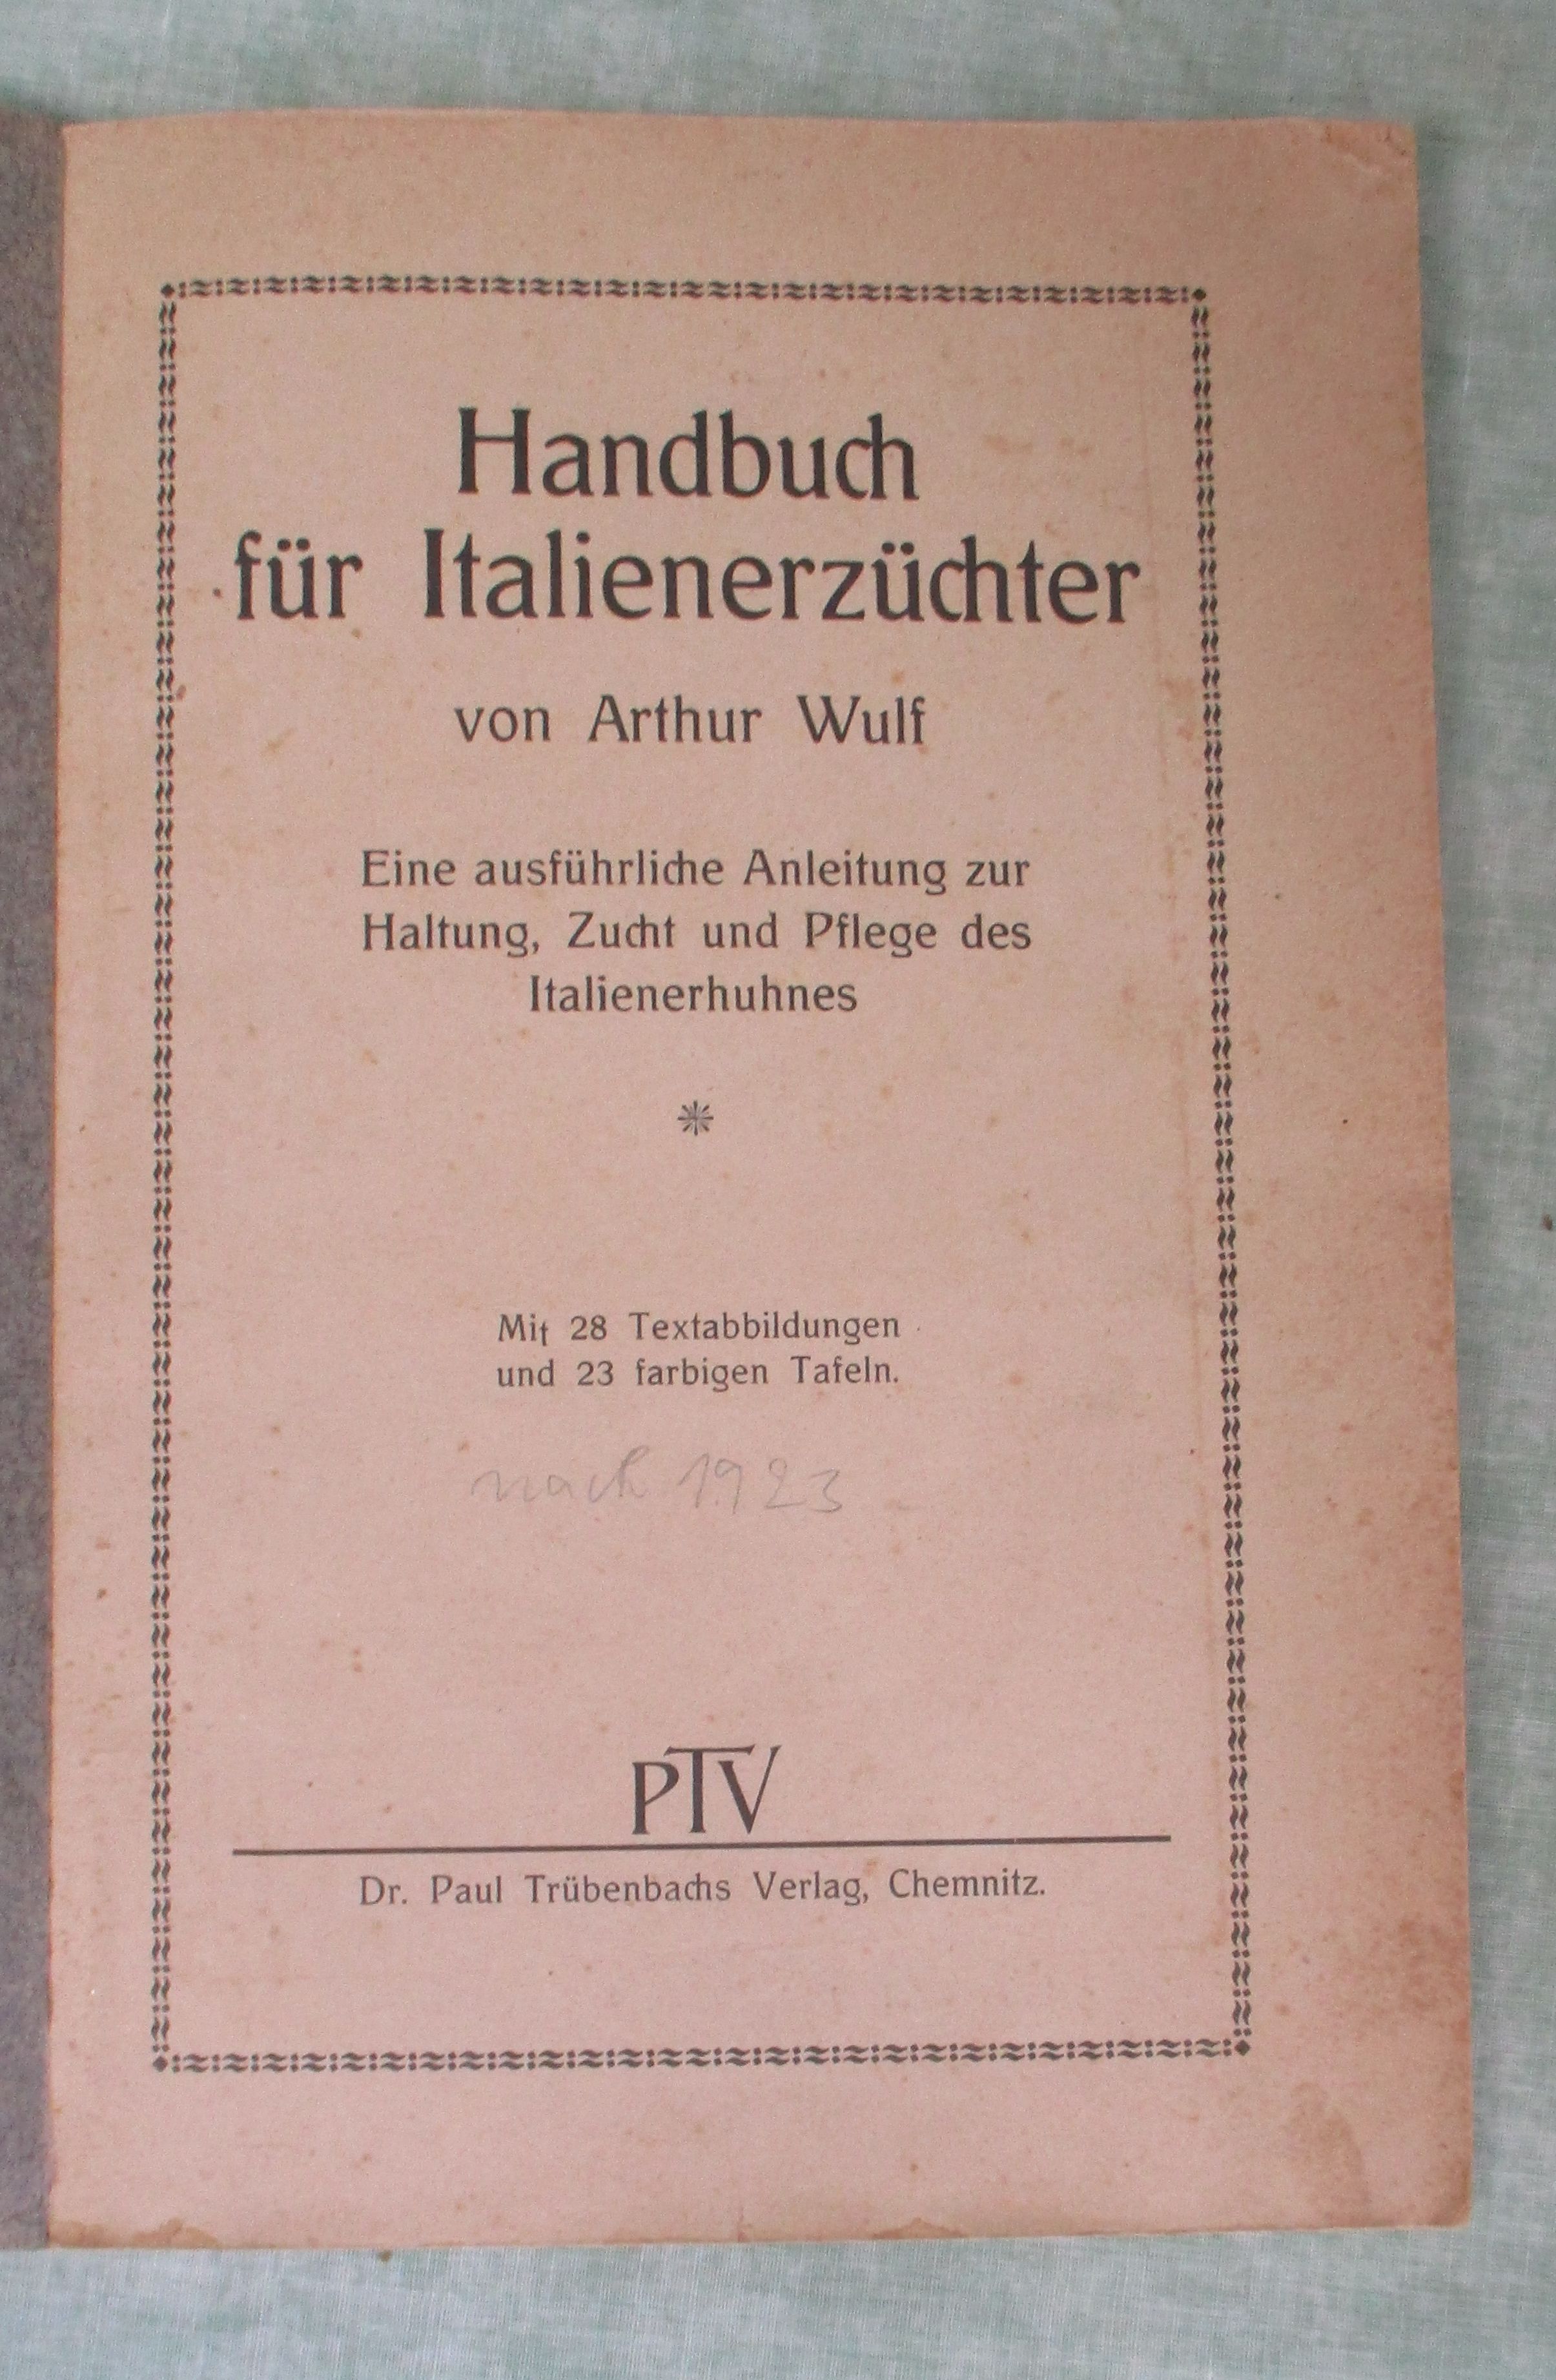 Handbuch
für Italienerzüchter
von Arthur Wulf
Eine ausführliche Anleitung zur
Haltung, Zucht und Pflege des
Italienerhuhnes
Mit 28 Textabbildungen
und 23 farbigen Tafeln.
nach 1923
PTV
Dr. Paul Trübenbachs Verlag, Chemnitz.